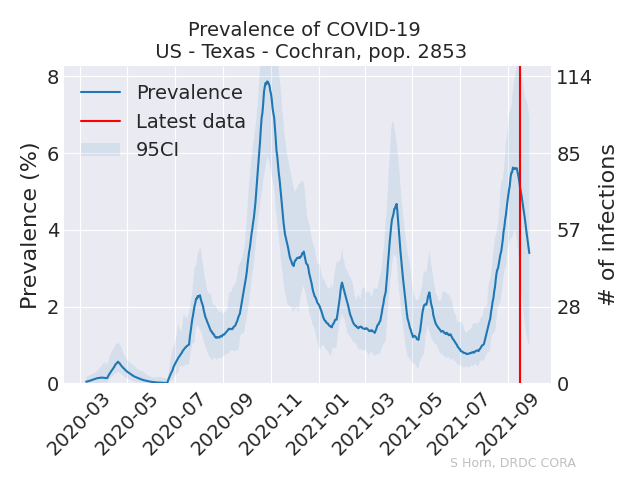 Prevalence of COVID-19
US - Texas - Cochran, pop. 2853
Prevalence
Latest data
95CI
Prevalence (%)
8
6
4
2
0
# of infections
114
85
57
28
0
2020-03
2020-05
2020-07
2020-09
2020-11
2021-01
2021-03
2021-05
2021-07
2021-09
S Horn, DRDC CORA